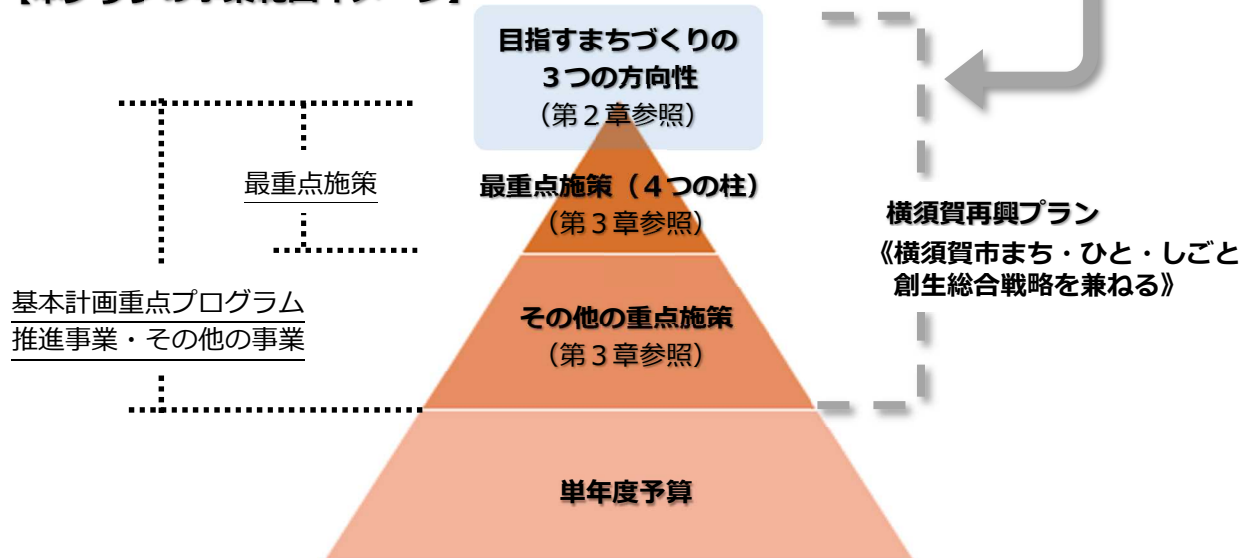 目指すまちづくりの
３つの方向性
（第２章参照）
最重点施策
最重点施策（４つの柱）
（第３章参照）
横須賀再興プラン
《横須賀市まち・ひと・しごと
創生総合戦略を兼ねる》
基本計画重点プログラム
推進事業・その他の事業
その他の重点施策
（第３章参照）
単年度予算